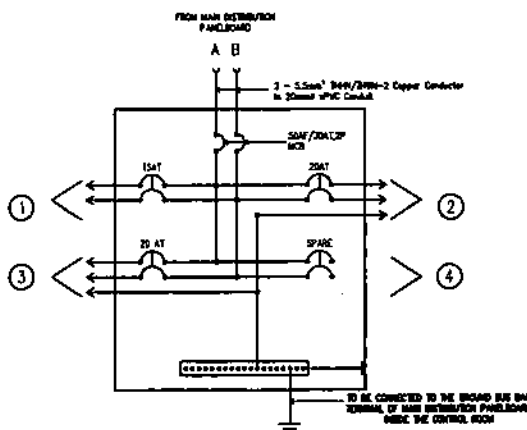 FROM MAIN DISTRIBUTION
PANELBOARD
A B
2 - 5.5mm² THHN/THWN-2 Copper Conductor
in 20mmø uPVC Conduit
50AF/30AT,2P
MCB
15AT
20AT
1
2
20 AT
SPARE
3
4
TO BE CONNECTED TO THE GROUND BUS BAR
TERMINAL OF MAIN DISTRIBUTION PANELBOARD
INSIDE THE CONTROL ROOM